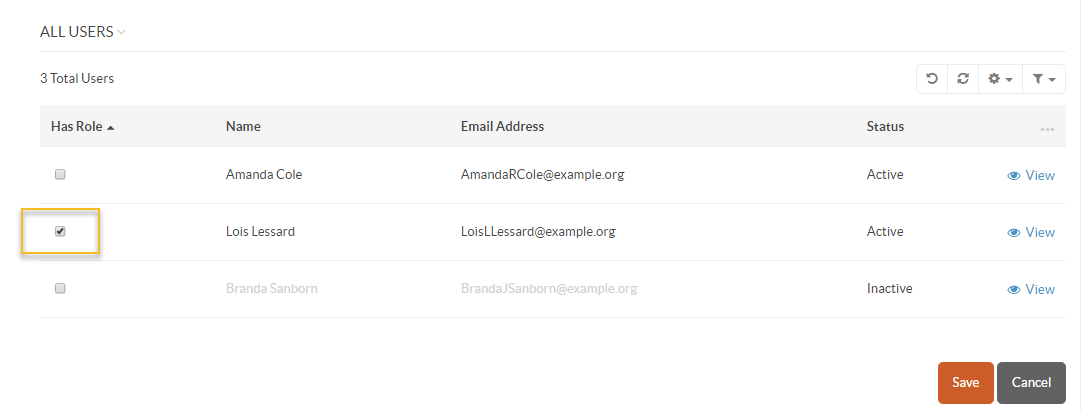 ALL USERS
3 Total Users
Has Role Name Email Address Status ...
Amanda Cole AmandaRCole@example.org Active View
Lois Lessard LoisLLessard@example.org Active View
Branda Sanborn BrandaJSanborn@example.org Inactive View
Save Cancel